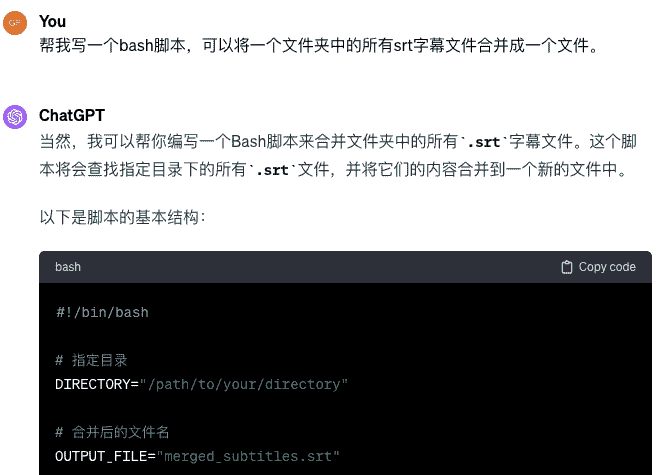 GF
You
帮我写一个bash脚本，可以将一个文件夹中的所有srt字幕文件合并成一个文件。
ChatGPT
当然，我可以帮你编写一个Bash脚本来合并文件夹中的所有`.srt`字幕文件。这个脚
本将会查找指定目录下的所有`.srt`文件，并将它们的内容合并到一个新的文件中。
以下是脚本的基本结构：
bash Copy code
#!/bin/bash
# 指定目录
DIRECTORY="/path/to/your/directory"
# 合并后的文件名
OUTPUT_FILE="merged_subtitles.srt"